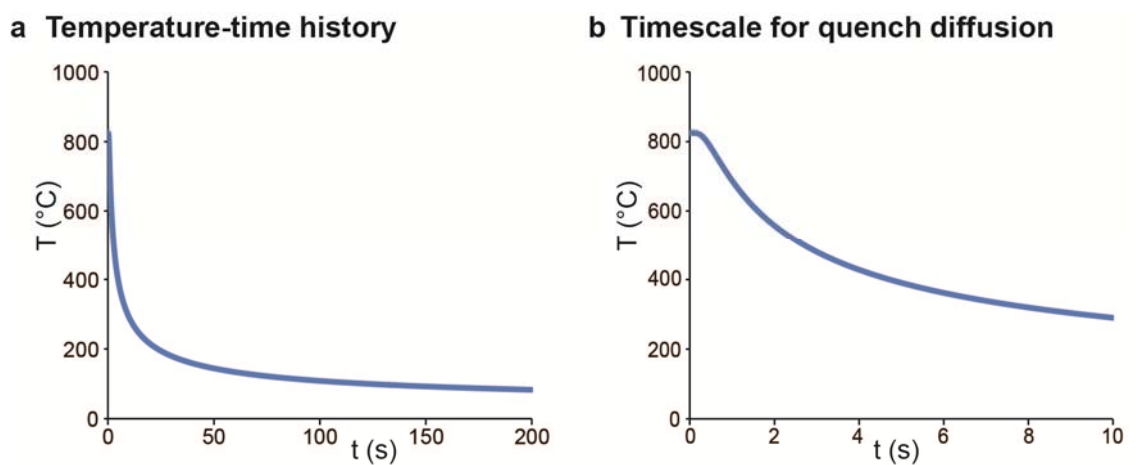 a Temperature-time history
1000
800
600
400
200
0
T (°C)
0 50 100 150 200
t (s)
b Timescale for quench diffusion
1000
800
600
400
200
0
T (°C)
0 2 4 6 8 10
t (s)